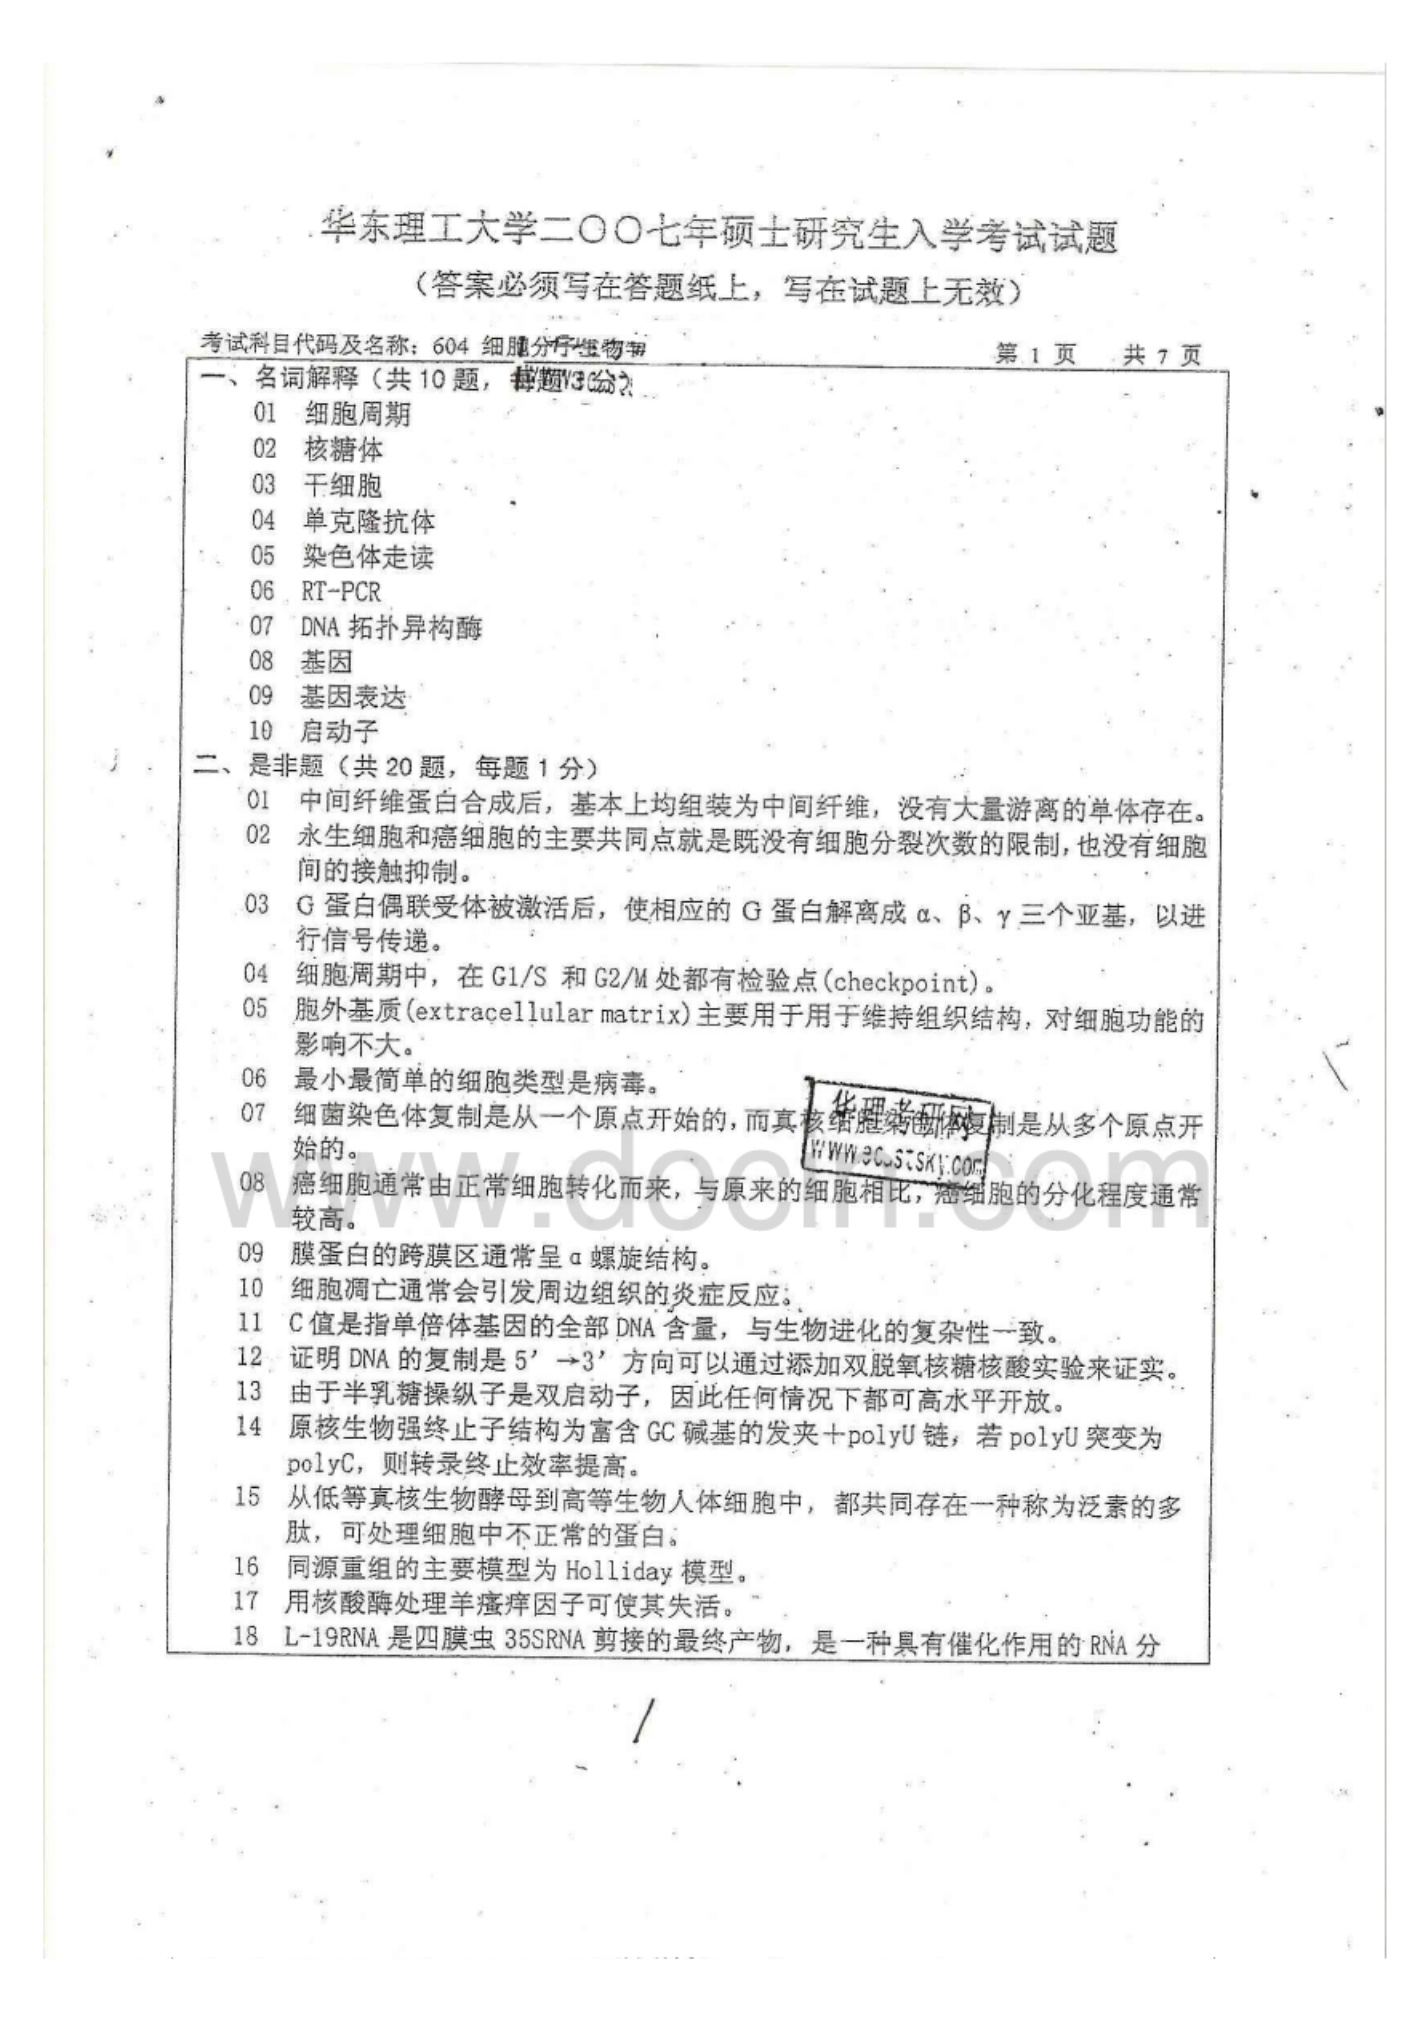 华东理工大学二〇〇七年硕士研究生入学考试试题
（答案必须写在答题纸上，写在试题上无效）
考试科目代码及名称：604 细胞分子生物学
第 1 页 共 7 页
一、名词解释（共 10 题，每题 3 分）
01 细胞周期
02 核糖体
03 干细胞
04 单克隆抗体
05 染色体走读
06 RT-PCR
07 DNA 拓扑异构酶
08 基因
09 基因表达
10 启动子
二、是非题（共 20 题，每题 1 分）
01 中间纤维蛋白合成后，基本上均组装为中间纤维，没有大量游离的单体存在。
02 永生细胞和癌细胞的主要共同点就是既没有细胞分裂次数的限制，也没有细胞
间的接触抑制。
03 G 蛋白偶联受体被激活后，使相应的 G 蛋白解离成 α、β、γ 三个亚基，以进
行信号传递。
04 细胞周期中，在 G1/S 和 G2/M 处都有检验点(checkpoint)。
05 胞外基质(extracellular matrix)主要用于用于维持组织结构，对细胞功能的
影响不大。
06 最小最简单的细胞类型是病毒。
07 细菌染色体复制是从一个原点开始的，而真核细胞染色体复制是从多个原点开
始的。
华理考研网
www.ecustsky.com
www.docin.com
08 癌细胞通常由正常细胞转化而来，与原来的细胞相比，癌细胞的分化程度通常
较高。
09 膜蛋白的跨膜区通常呈 α 螺旋结构。
10 细胞凋亡通常会引发周边组织的炎症反应。
11 C 值是指单倍体基因的全部 DNA 含量，与生物进化的复杂性一致。
12 证明 DNA 的复制是 5′→3′ 方向可以通过添加双脱氧核糖核酸实验来证实。
13 由于半乳糖操纵子是双启动子，因此任何情况下都可高水平开放。
14 原核生物强终止子结构为富含 GC 碱基的发夹＋polyU 链，若 polyU 突变为
polyC，则转录终止效率提高。
15 从低等真核生物酵母到高等生物人体细胞中，都共同存在一种称为泛素的多
肽，可处理细胞中不正常的蛋白。
16 同源重组的主要模型为 Holliday 模型。
17 用核酸酶处理羊瘙痒因子可使其失活。
18 L-19RNA 是四膜虫 35SRNA 剪接的最终产物，是一种具有催化作用的 RNA 分
1